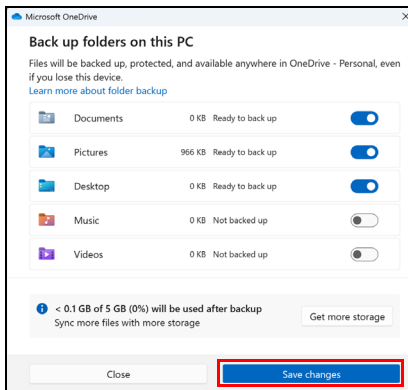 Microsoft OneDrive
Back up folders on this PC
Files will be backed up, protected, and available anywhere in OneDrive - Personal, even
if you lose this device.
Learn more about folder backup
Documents 0 KB Ready to back up
Pictures 966 KB Ready to back up
Desktop 0 KB Ready to back up
Music 0 KB Not backed up
Videos 0 KB Not backed up
< 0.1 GB of 5 GB (0%) will be used after backup
Sync more files with more storage
Get more storage
Close Save changes